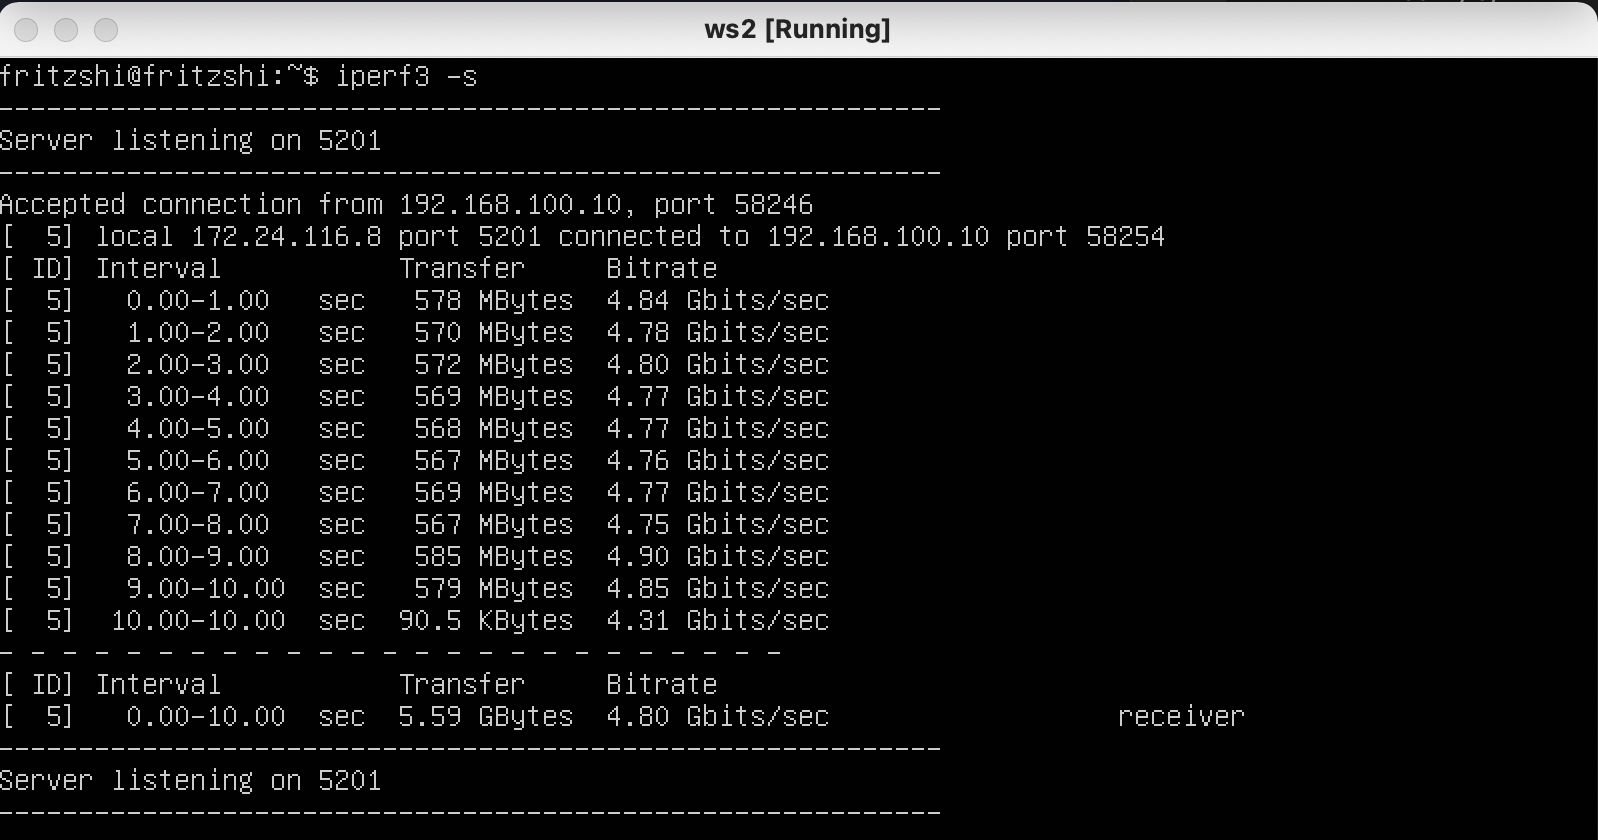 ws2 [Running]
fritzshi@fritzshi:~$ iperf3 -s
-----------------------------------------------------------
Server listening on 5201
-----------------------------------------------------------
Accepted connection from 192.168.100.10, port 58246
[  5] local 172.24.116.8 port 5201 connected to 192.168.100.10 port 58254
[ ID] Interval           Transfer     Bitrate
[  5]   0.00-1.00   sec   578 MBytes  4.84 Gbits/sec
[  5]   1.00-2.00   sec   570 MBytes  4.78 Gbits/sec
[  5]   2.00-3.00   sec   572 MBytes  4.80 Gbits/sec
[  5]   3.00-4.00   sec   569 MBytes  4.77 Gbits/sec
[  5]   4.00-5.00   sec   568 MBytes  4.77 Gbits/sec
[  5]   5.00-6.00   sec   567 MBytes  4.76 Gbits/sec
[  5]   6.00-7.00   sec   569 MBytes  4.77 Gbits/sec
[  5]   7.00-8.00   sec   567 MBytes  4.75 Gbits/sec
[  5]   8.00-9.00   sec   585 MBytes  4.90 Gbits/sec
[  5]   9.00-10.00  sec   579 MBytes  4.85 Gbits/sec
[  5]  10.00-10.00  sec  90.5 KBytes  4.31 Gbits/sec
- - - - - - - - - - - - - - - - - - - - - - - - -
[ ID] Interval           Transfer     Bitrate
[  5]   0.00-10.00  sec  5.59 GBytes  4.80 Gbits/sec                  receiver
-----------------------------------------------------------
Server listening on 5201
-----------------------------------------------------------